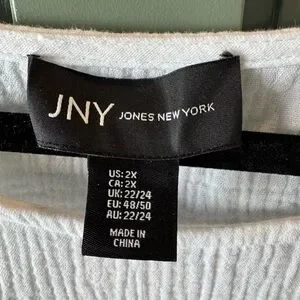 JNY JONES NEW YORK
US: 2X
CA: 2X
UK: 22/24
EU: 48/50
AU: 22/24
MADE IN
CHINA